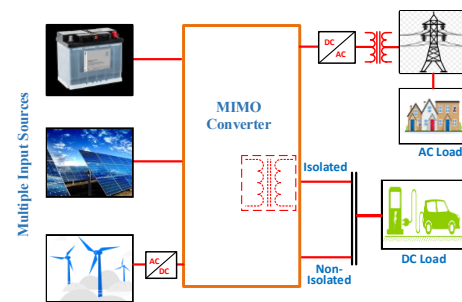 Multiple Input Sources
AC
DC
MIMO
Converter
DC
AC
AC Load
Isolated
Non-
Isolated
DC Load